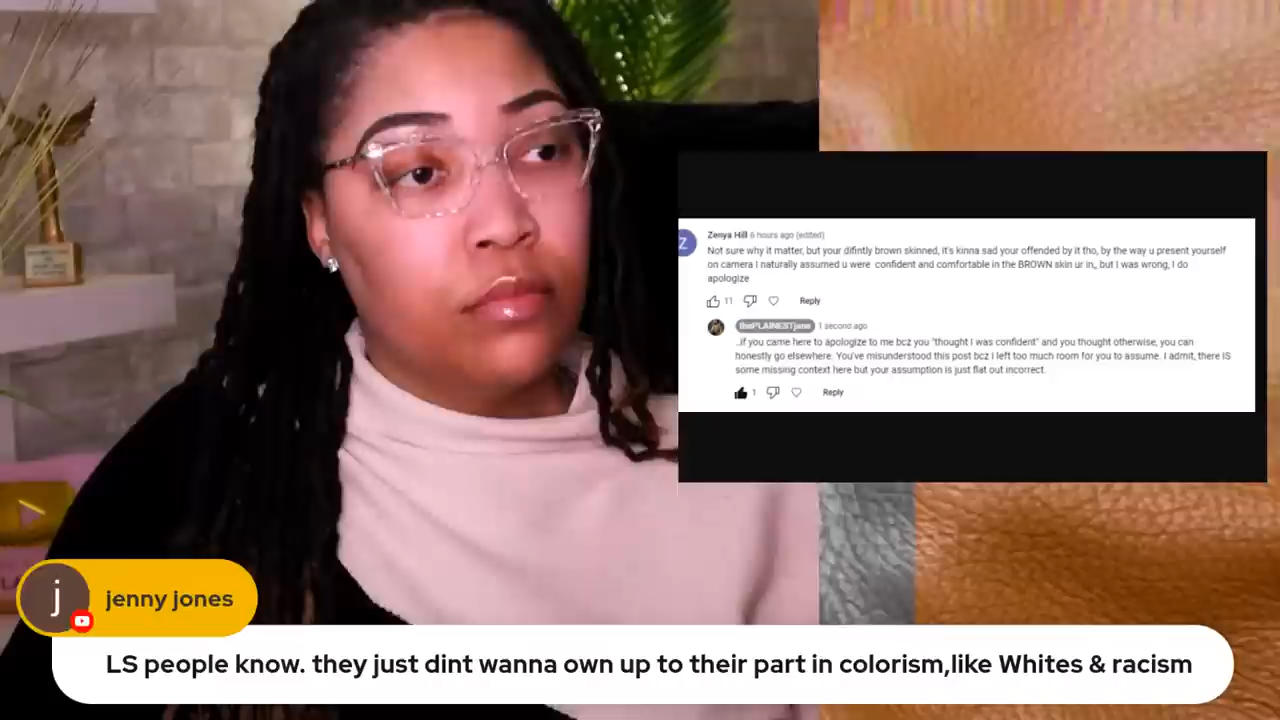 Zenya Hill 6 hours ago (edited)
Not sure why it matter, but your difintly brown skinned, it's kinna sad your offended by it tho, by the way u present yourself
on camera I naturally assumed u were confident and comfortable in the BROWN skin ur in,, but I was wrong, I do
apologize
11 Reply
thePLAINESTjane 1 second ago
..if you came here to apologize to me bcz you "thought I was confident" and you thought otherwise, you can
honestly go elsewhere. You've misunderstood this post bcz I left too much room for you to assume. I admit, there IS
some missing context here but your assumption is just flat out incorrect.
1 Reply
Z
j
jenny jones
LS people know. they just dint wanna own up to their part in colorism,like Whites & racism